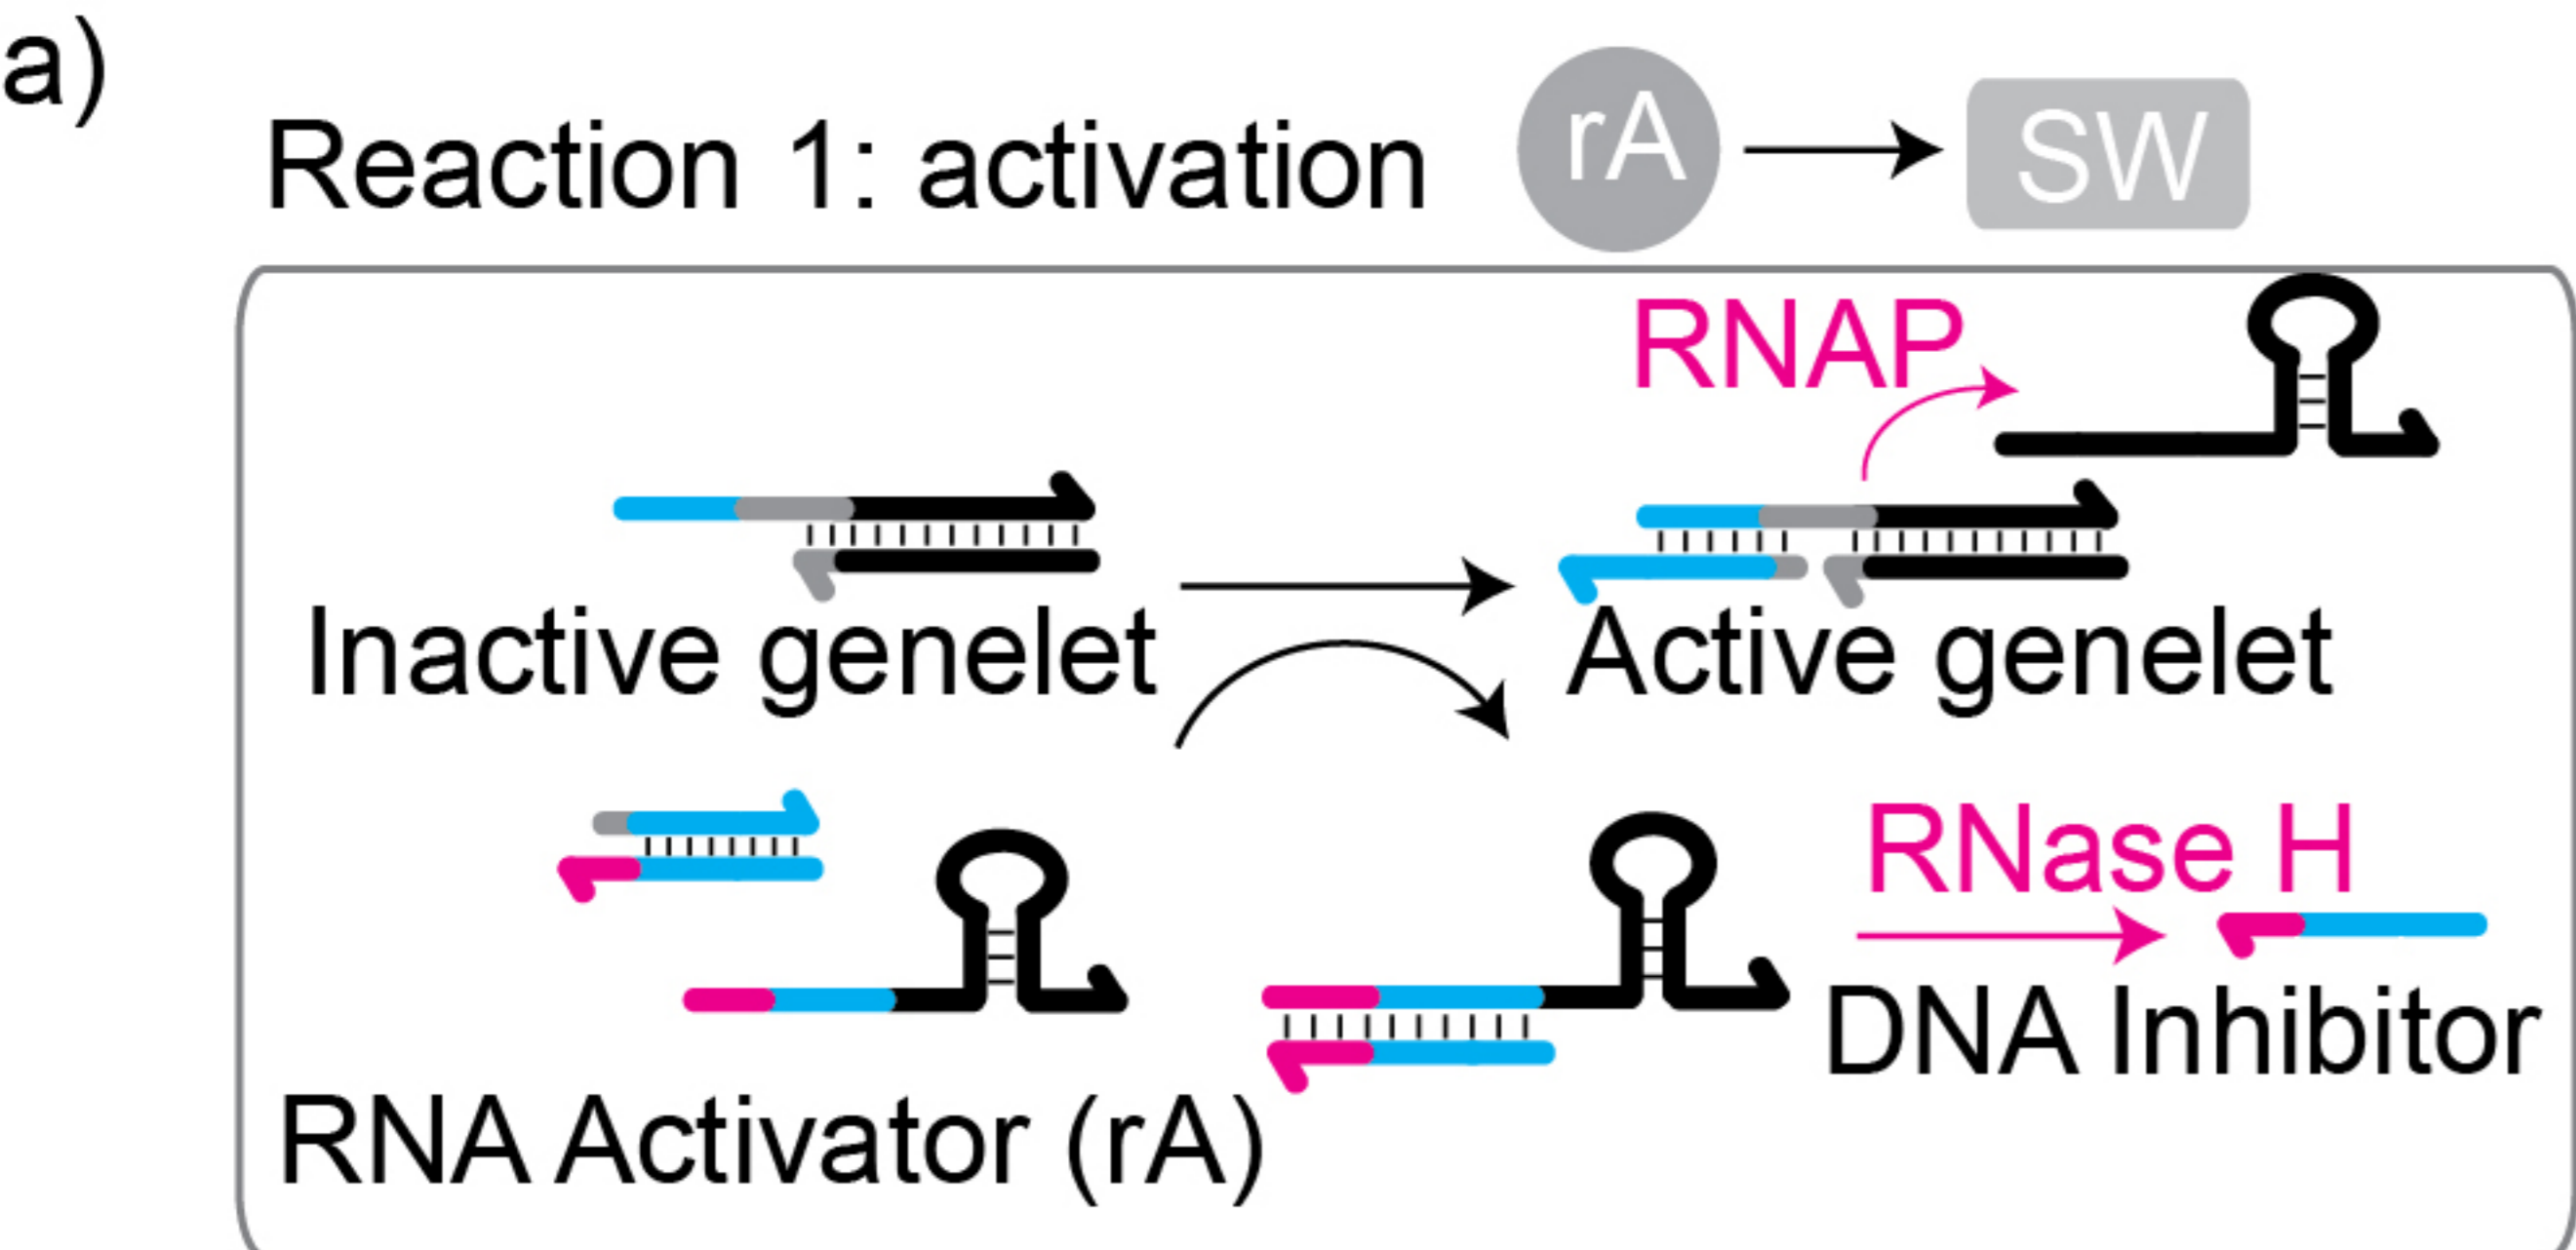 a)
Reaction 1: activation rA SW
RNAP
Inactive genelet Active genelet
RNase H
DNA Inhibitor
RNA Activator (rA)